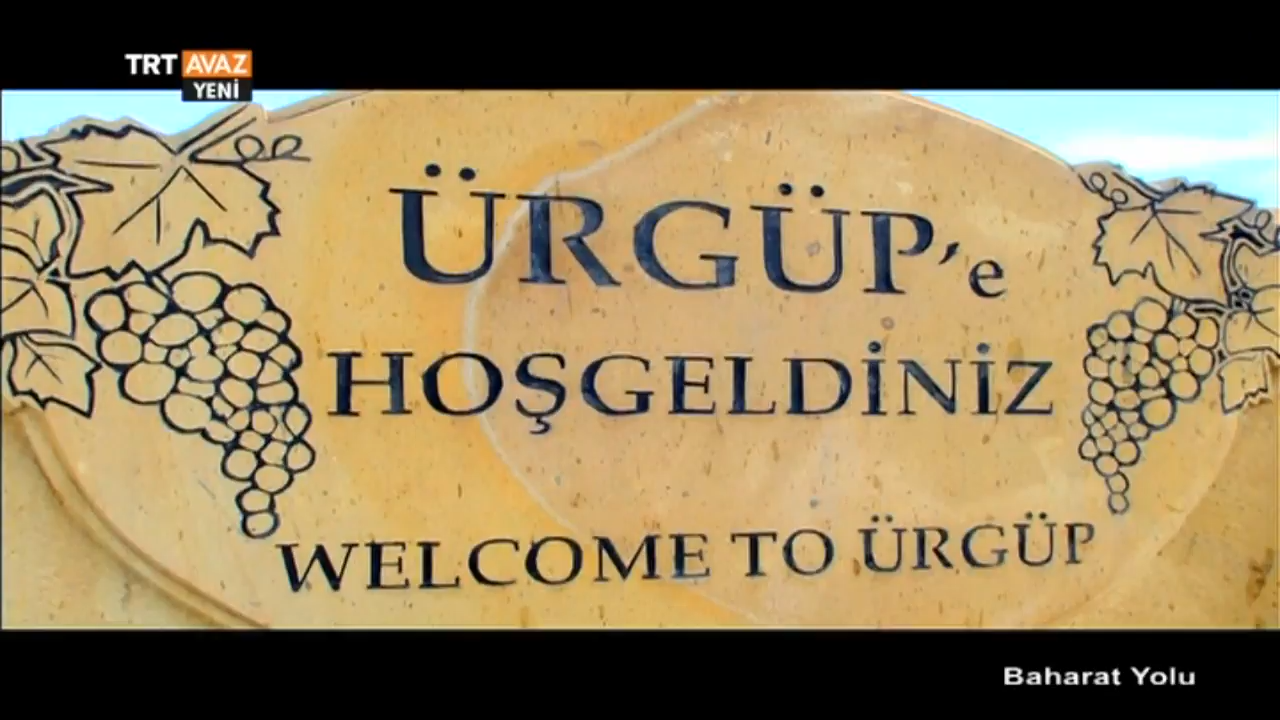 TRT AVAZ
YENİ
ÜRGÜP'e
HOŞGELDİNİZ
WELCOME TO ÜRGÜP
Baharat Yolu